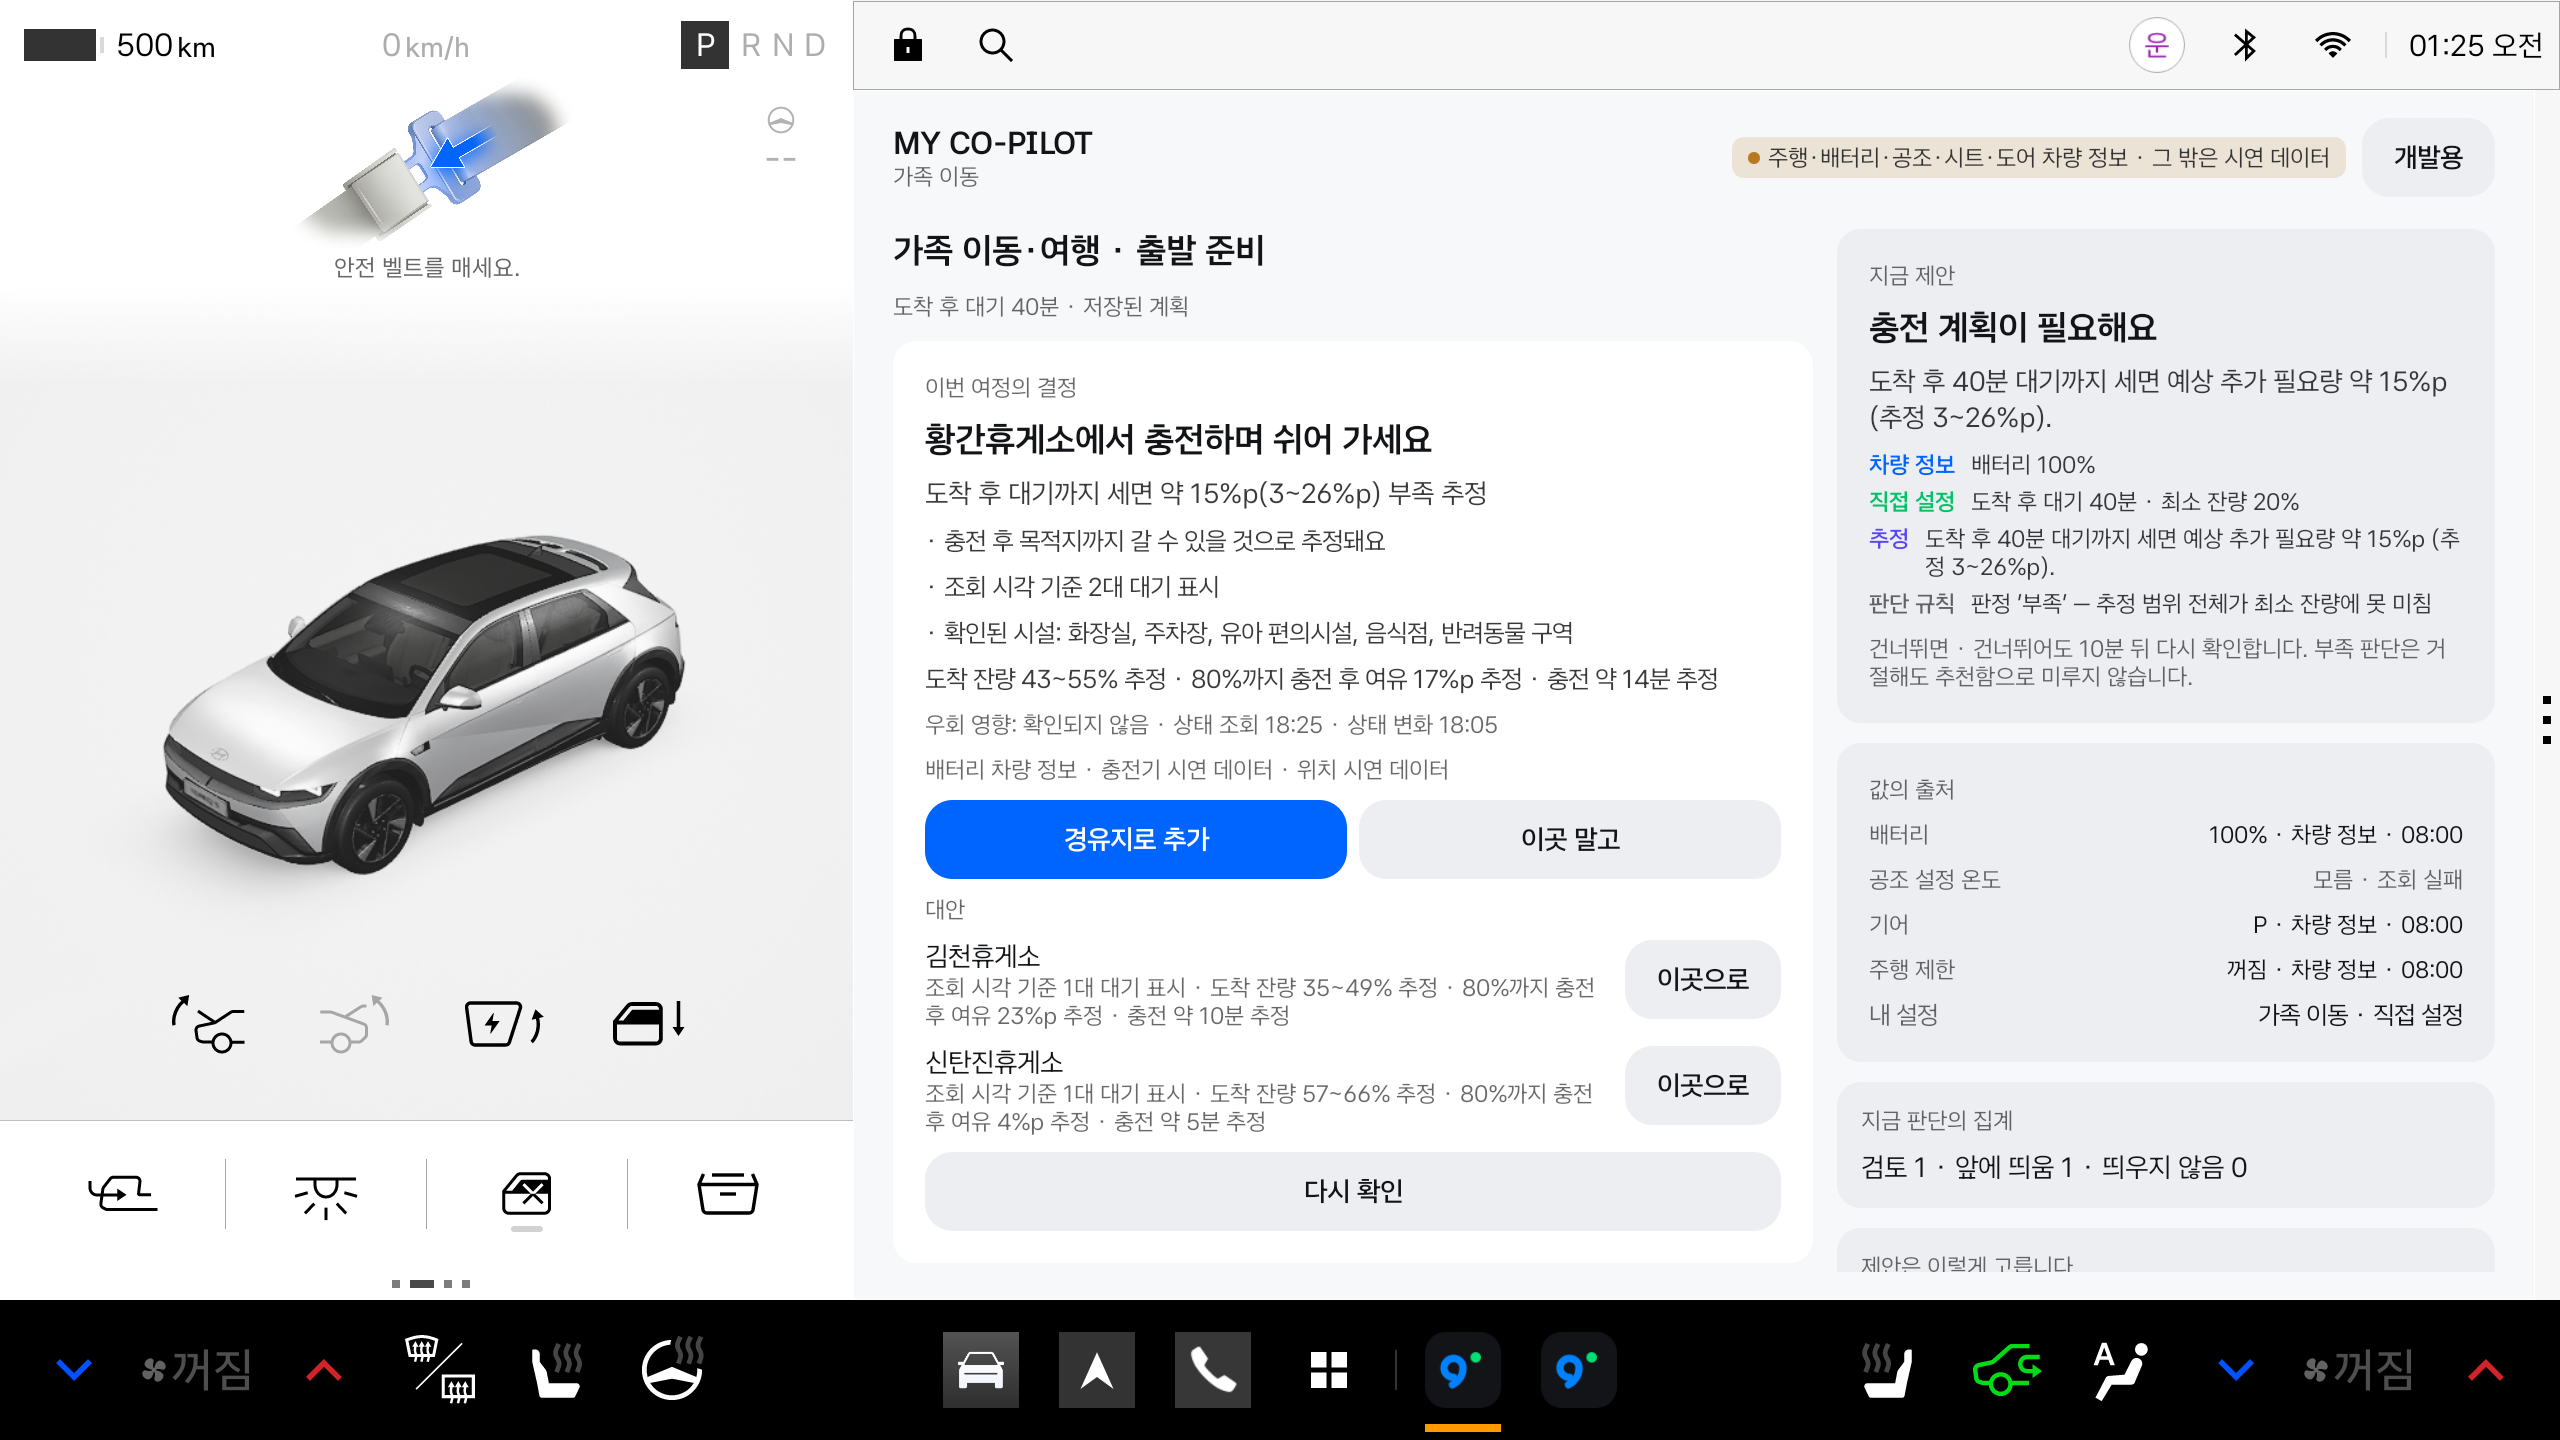 500 km
0 km/h
P R N D
운
01:25 오전
안전 벨트를 매세요.
MY CO-PILOT
가족 이동
주행·배터리·공조·시트·도어 차량 정보 · 그 밖은 시연 데이터
개발용
가족 이동·여행 · 출발 준비
도착 후 대기 40분 · 저장된 계획
이번 여정의 결정
황간휴게소에서 충전하며 쉬어 가세요
도착 후 대기까지 세면 약 15%p(3~26%p) 부족 추정
· 충전 후 목적지까지 갈 수 있을 것으로 추정돼요
· 조회 시각 기준 2대 대기 표시
· 확인된 시설: 화장실, 주차장, 유아 편의시설, 음식점, 반려동물 구역
도착 잔량 43~55% 추정 · 80%까지 충전 후 여유 17%p 추정 · 충전 약 14분 추정
우회 영향: 확인되지 않음 · 상태 조회 18:25 · 상태 변화 18:05
배터리 차량 정보 · 충전기 시연 데이터 · 위치 시연 데이터
경유지로 추가
이곳 말고
대안
김천휴게소
조회 시각 기준 1대 대기 표시 · 도착 잔량 35~49% 추정 · 80%까지 충전
후 여유 23%p 추정 · 충전 약 10분 추정
이곳으로
신탄진휴게소
조회 시각 기준 1대 대기 표시 · 도착 잔량 57~66% 추정 · 80%까지 충전
후 여유 4%p 추정 · 충전 약 5분 추정
이곳으로
다시 확인
지금 제안
충전 계획이 필요해요
도착 후 40분 대기까지 세면 예상 추가 필요량 약 15%p
(추정 3~26%p).
차량 정보 배터리 100%
직접 설정 도착 후 대기 40분 · 최소 잔량 20%
추정 도착 후 40분 대기까지 세면 예상 추가 필요량 약 15%p (추
정 3~26%p).
판단 규칙 판정 '부족' — 추정 범위 전체가 최소 잔량에 못 미침
건너뛰면 · 건너뛰어도 10분 뒤 다시 확인합니다. 부족 판단은 거
절해도 추천함으로 미루지 않습니다.
값의 출처
배터리 100% · 차량 정보 · 08:00
공조 설정 온도 모름 · 조회 실패
기어 P · 차량 정보 · 08:00
주행 제한 꺼짐 · 차량 정보 · 08:00
내 설정 가족 이동 · 직접 설정
지금 판단의 집계
검토 1 · 앞에 띄움 1 · 띄우지 않음 0
제안은 이렇게 고릅니다
꺼짐
A
꺼짐